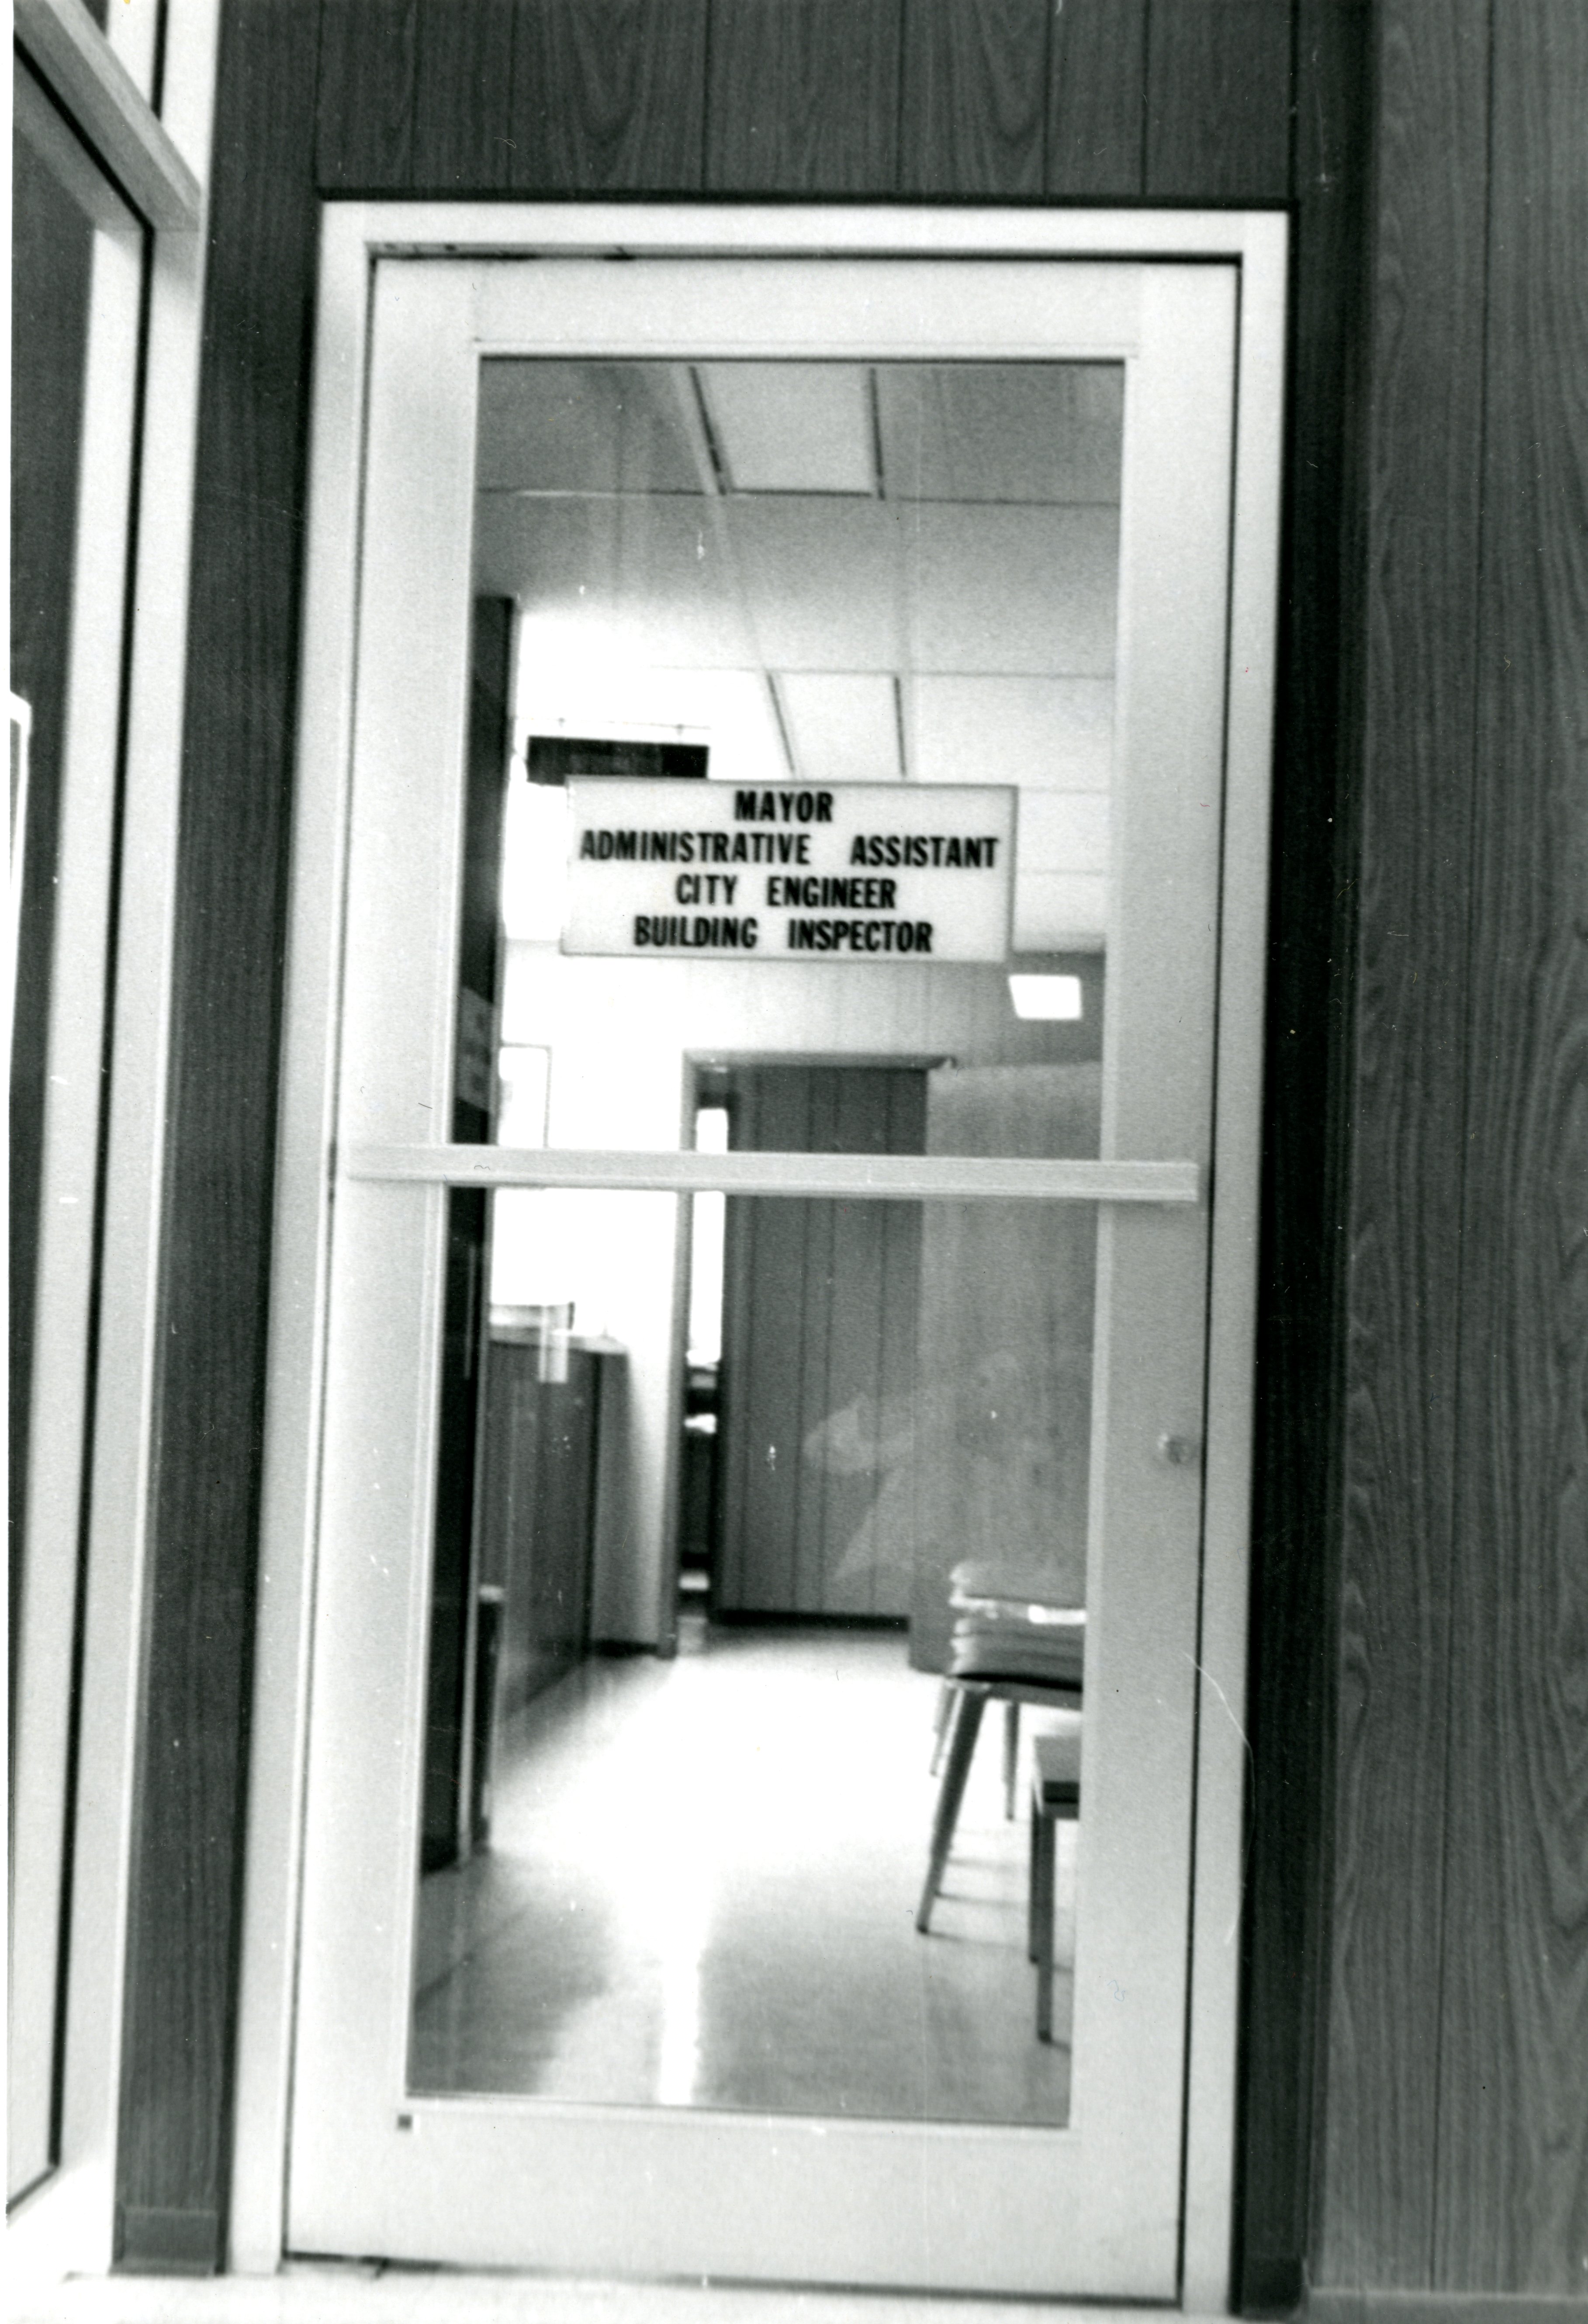 MAYOR
ADMINISTRATIVE ASSISTANT
CITY ENGINEER
BUILDING INSPECTOR